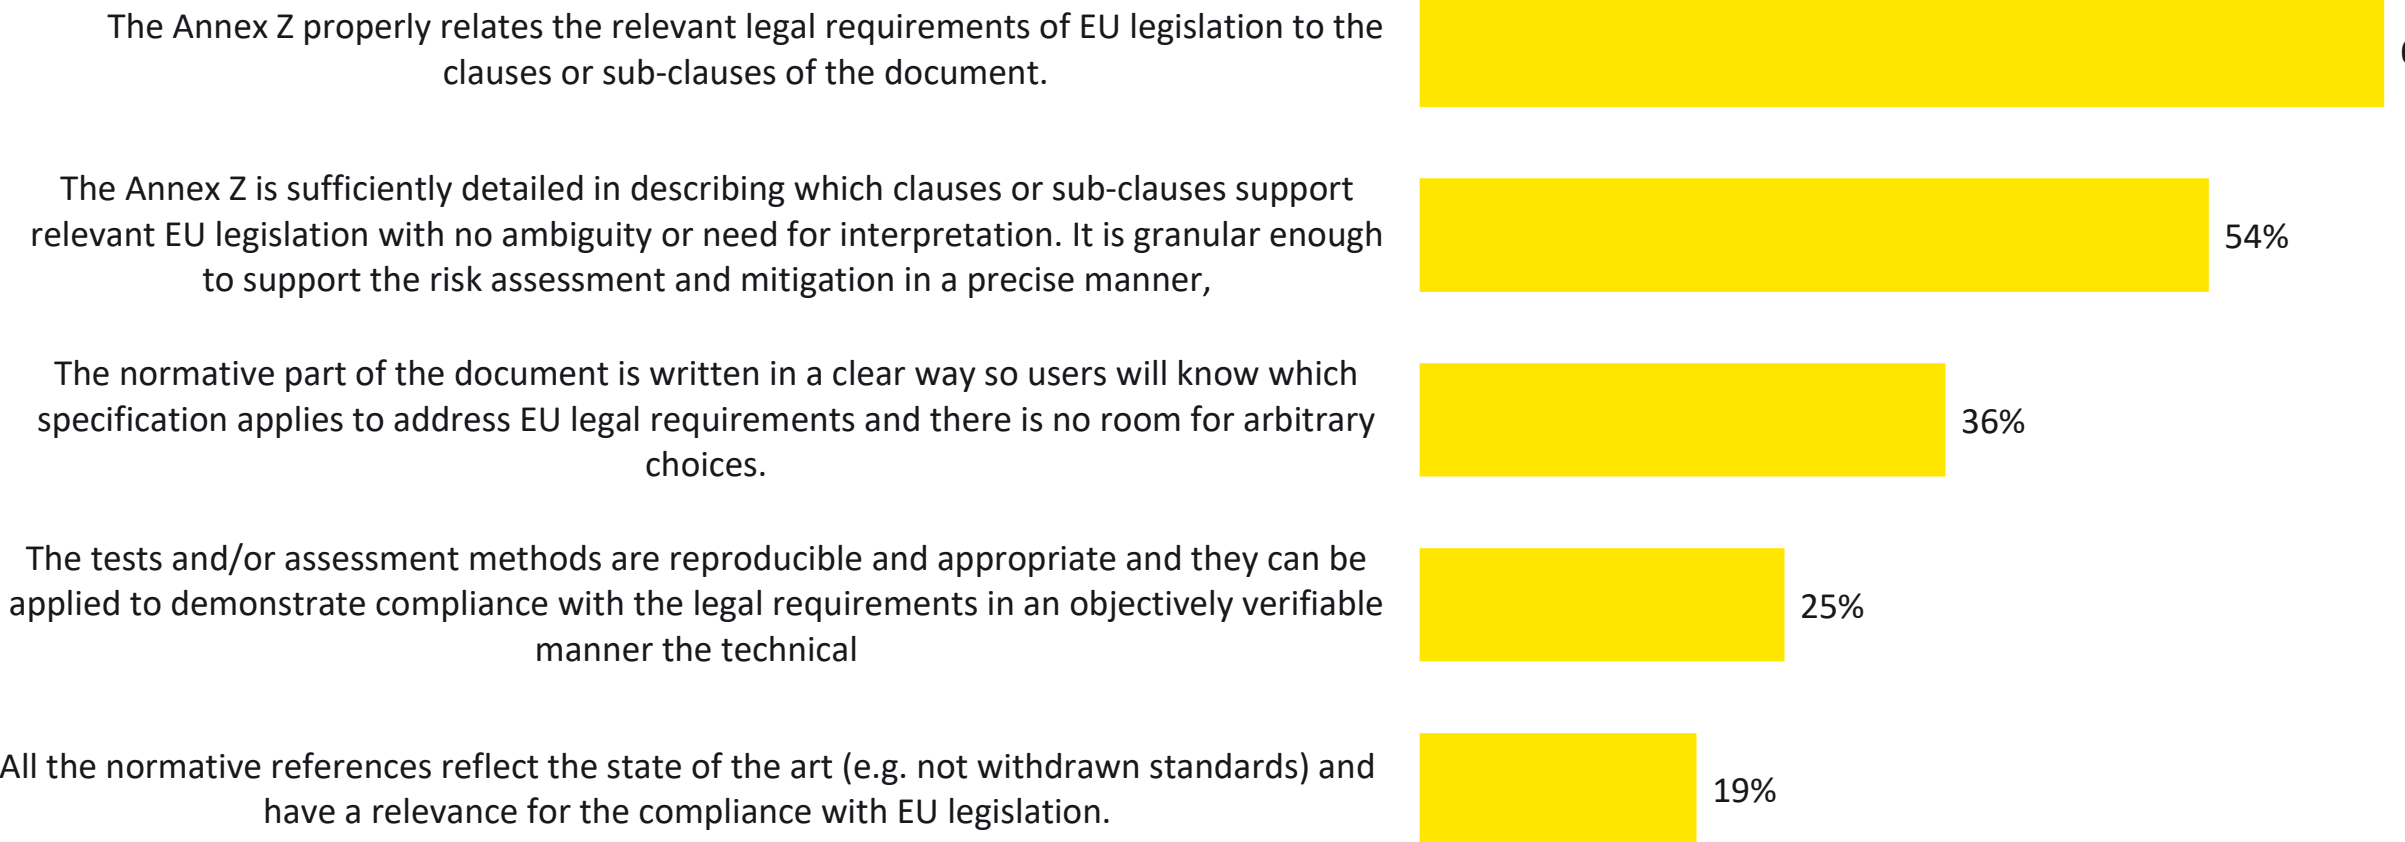 The Annex Z properly relates the relevant legal requirements of EU legislation to the
clauses or sub-clauses of the document.
The Annex Z is sufficiently detailed in describing which clauses or sub-clauses support
relevant EU legislation with no ambiguity or need for interpretation. It is granular enough
to support the risk assessment and mitigation in a precise manner,
54%
The normative part of the document is written in a clear way so users will know which
specification applies to address EU legal requirements and there is no room for arbitrary
choices.
36%
The tests and/or assessment methods are reproducible and appropriate and they can be
applied to demonstrate compliance with the legal requirements in an objectively verifiable
manner the technical
25%
All the normative references reflect the state of the art (e.g. not withdrawn standards) and
have a relevance for the compliance with EU legislation.
19%